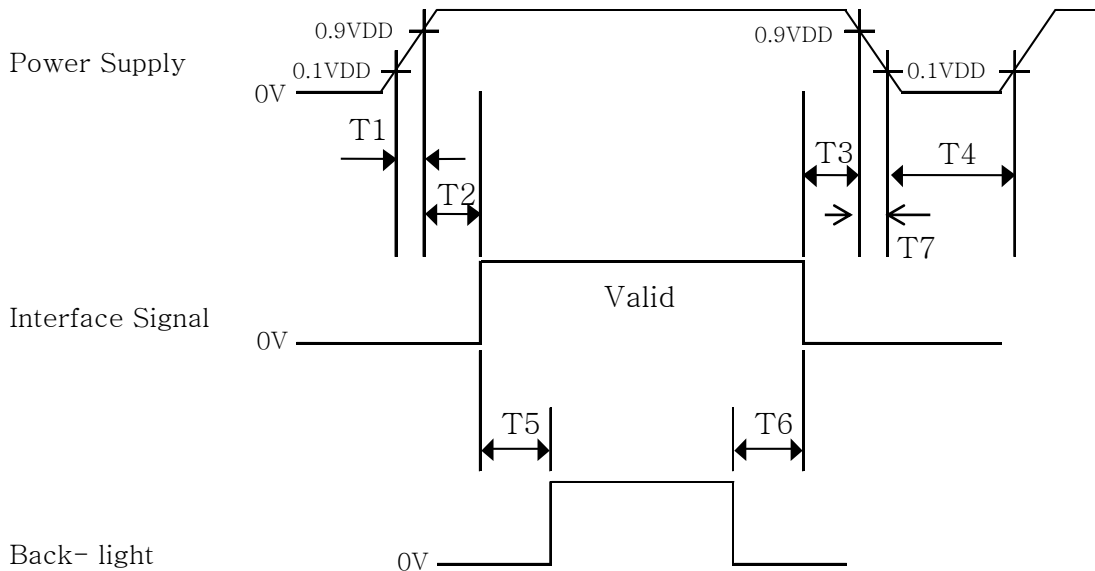 0.9VDD
0.9VDD
Power Supply
0.1VDD
0.1VDD
0V
T1
T3
T4
T2
T7
Valid
Interface Signal
0V
T5
T6
Back- light
0V